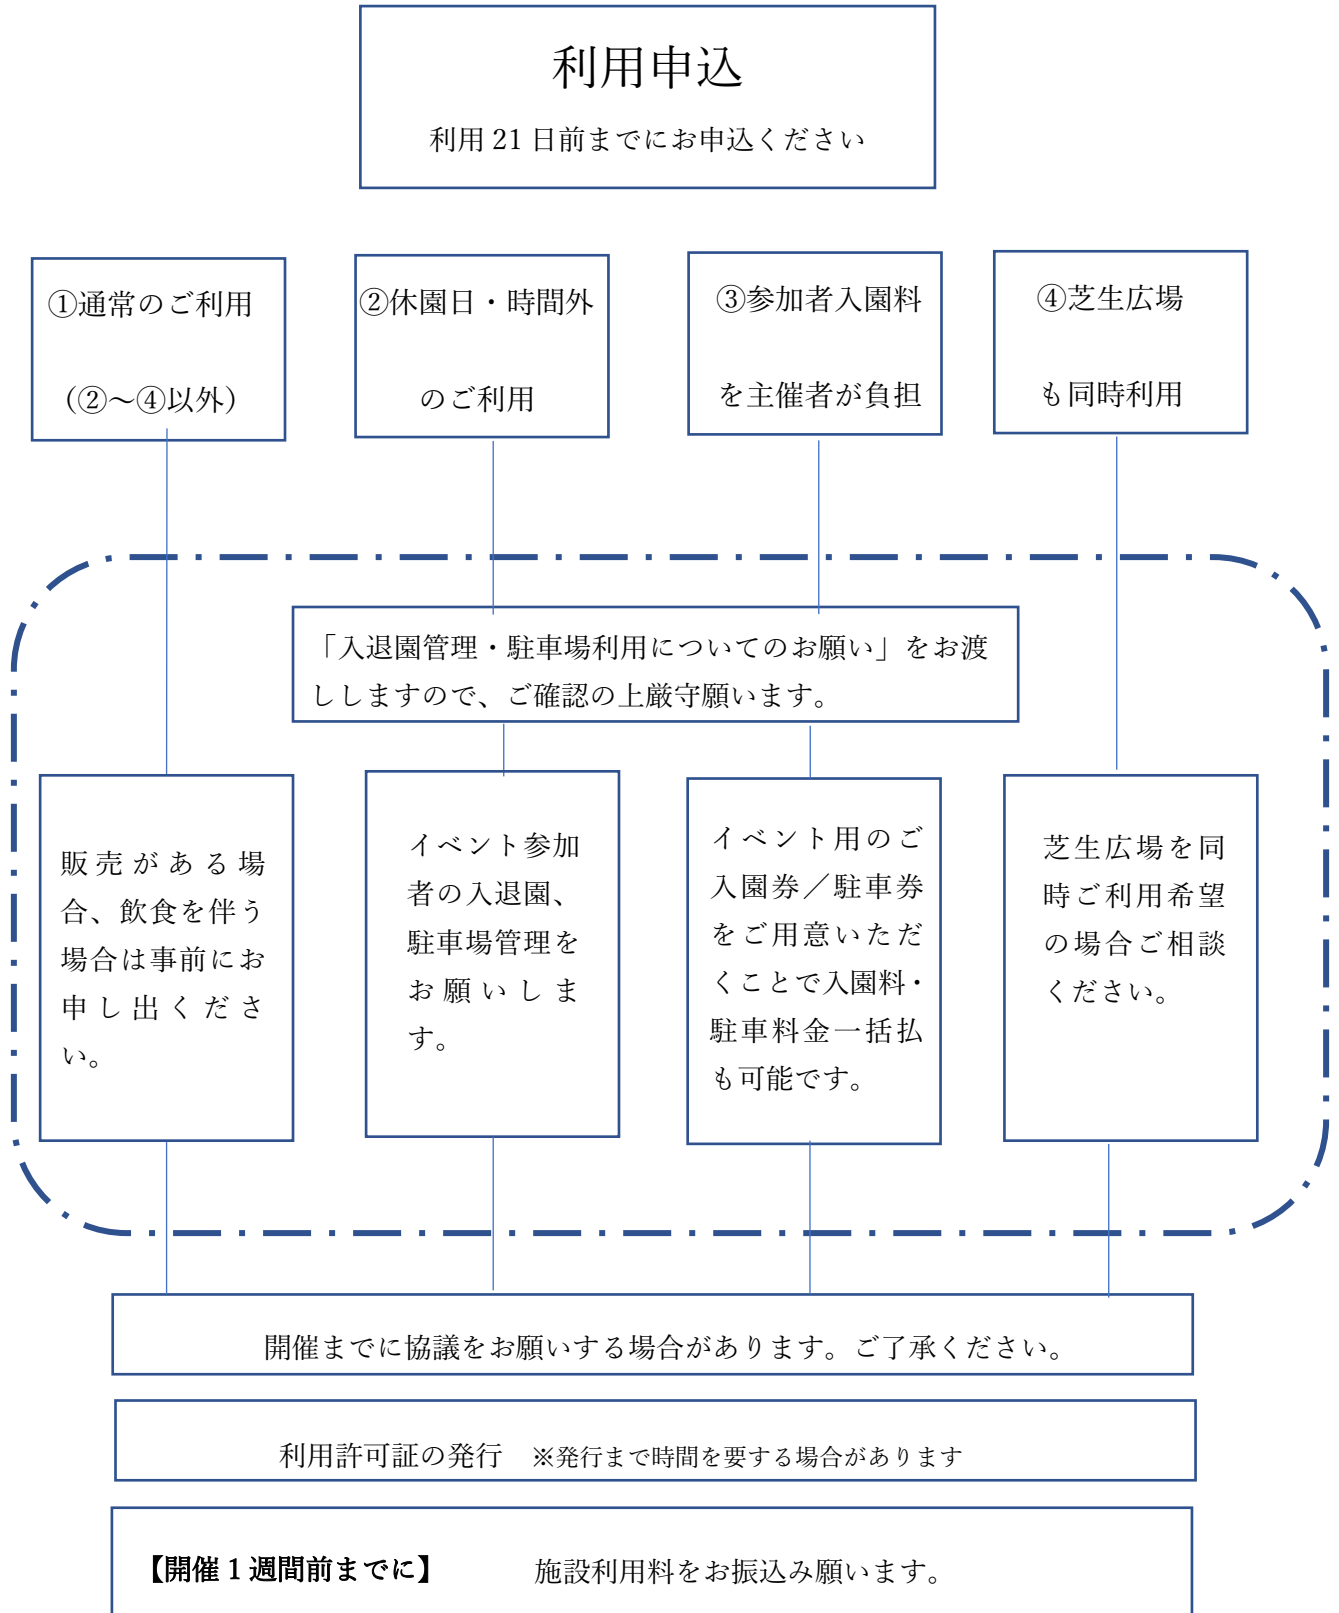 利用申込
利用 21 日前までにお申込ください
①通常のご利用
（②～④以外）
②休園日・時間外
のご利用
③参加者入園料
を主催者が負担
④芝生広場
も同時利用
「入退園管理・駐車場利用についてのお願い」をお渡
ししますので、ご確認の上厳守願います。
販売がある場
合、飲食を伴う
場合は事前にお
申し出くださ
い。
イベント参加
者の入退園、
駐車場管理を
お願いしま
す。
イベント用のご
入園券／駐車券
をご用意いただ
くことで入園料・
駐車料金一括払
も可能です。
芝生広場を同
時ご利用希望
の場合ご相談
ください。
開催までに協議をお願いする場合があります。ご了承ください。
利用許可証の発行　※発行まで時間を要する場合があります
【開催 1 週間前までに】　施設利用料をお振込み願います。